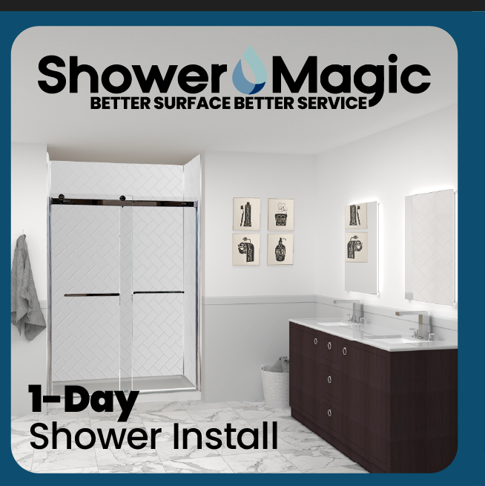 Shower Magic
BETTER SURFACE BETTER SERVICE
1-Day
Shower Install